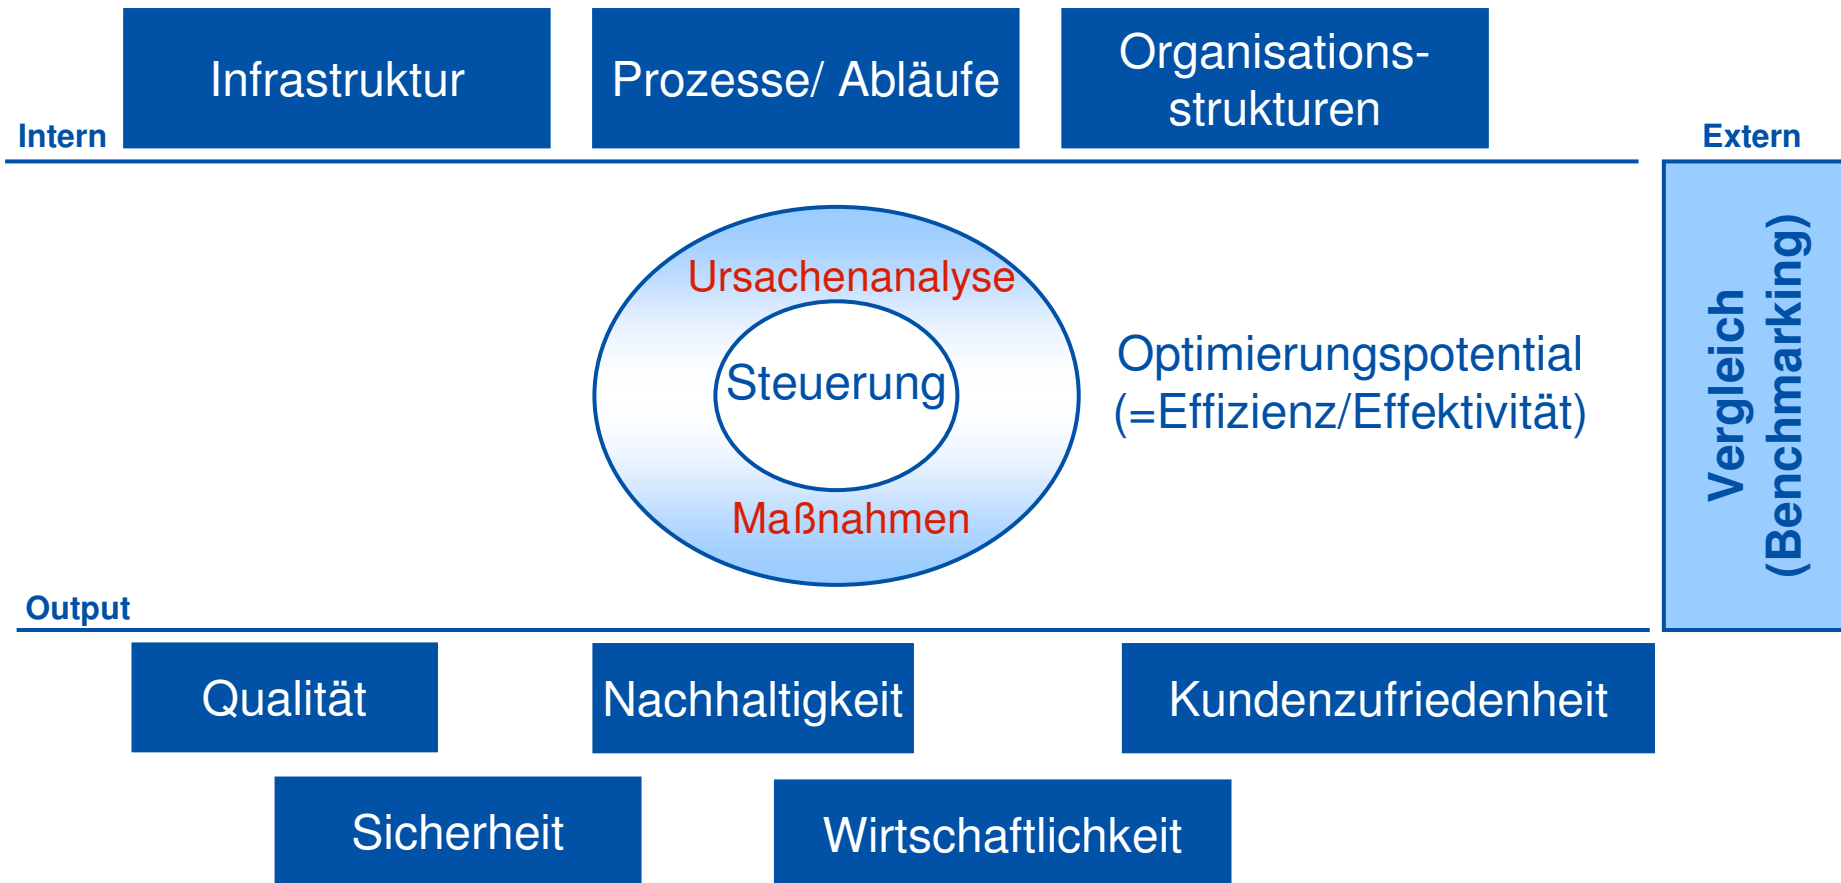 Infrastruktur
Prozesse/ Abläufe
Organisations-
strukturen
Intern
Extern
Ursachenanalyse
Steuerung
Maßnahmen
Optimierungspotential
(=Effizienz/Effektivität)
Vergleich
(Benchmarking)
Output
Qualität
Nachhaltigkeit
Kundenzufriedenheit
Sicherheit
Wirtschaftlichkeit